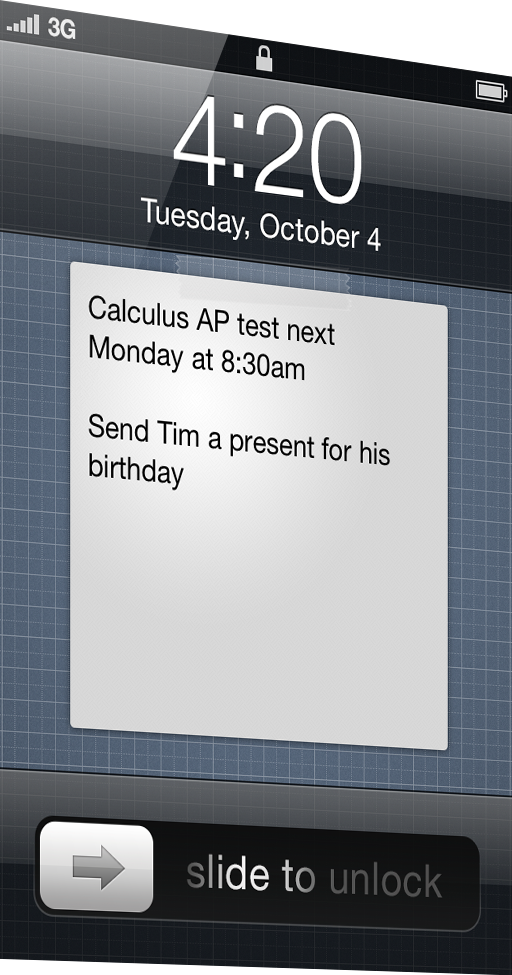 3G
4:20
Tuesday, October 4
Calculus AP test next
Monday at 8:30am
Send Tim a present for his
birthday
slide to unlock